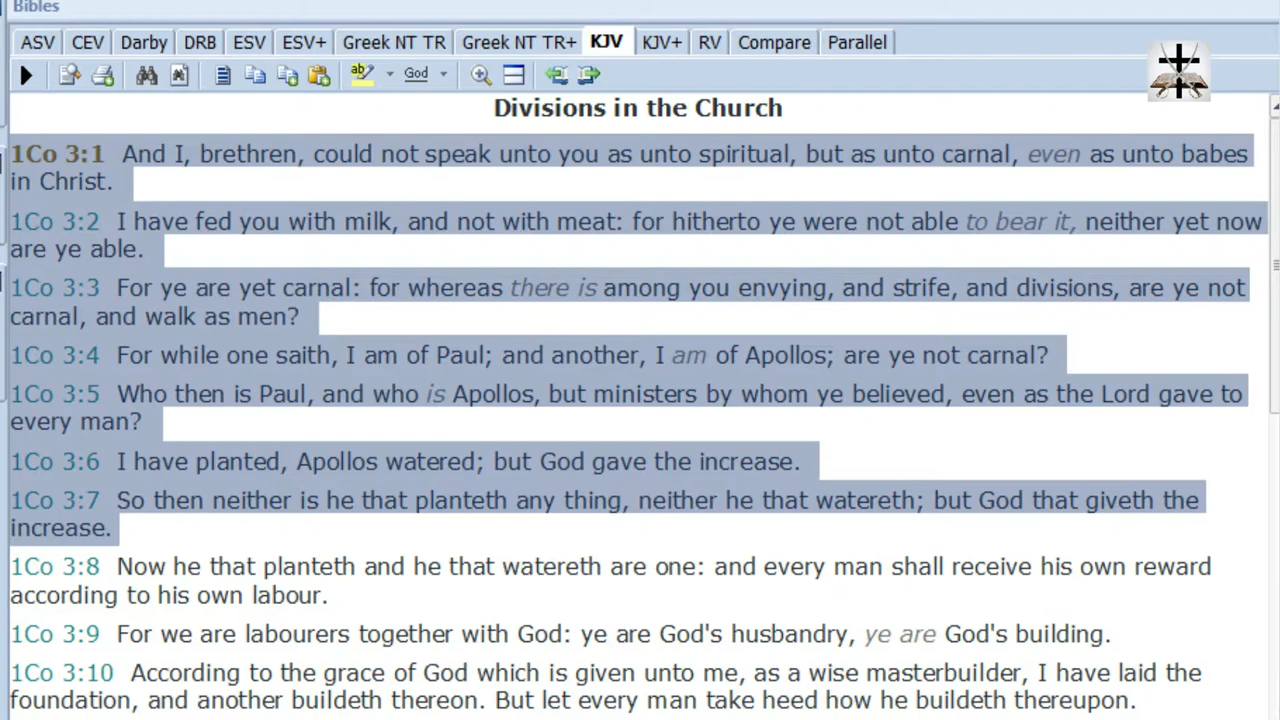 Bibles
ASV CEV Darby DRB ESV ESV+ Greek NT TR Greek NT TR+ KJV KJV+ RV Compare Parallel
ab God
Divisions in the Church
1Co 3:1 And I, brethren, could not speak unto you as unto spiritual, but as unto carnal, even as unto babes
in Christ.
1Co 3:2 I have fed you with milk, and not with meat: for hitherto ye were not able to bear it, neither yet now
are ye able.
1Co 3:3 For ye are yet carnal: for whereas there is among you envying, and strife, and divisions, are ye not
carnal, and walk as men?
1Co 3:4 For while one saith, I am of Paul; and another, I am of Apollos; are ye not carnal?
1Co 3:5 Who then is Paul, and who is Apollos, but ministers by whom ye believed, even as the Lord gave to
every man?
1Co 3:6 I have planted, Apollos watered; but God gave the increase.
1Co 3:7 So then neither is he that planteth any thing, neither he that watereth; but God that giveth the
increase.
1Co 3:8 Now he that planteth and he that watereth are one: and every man shall receive his own reward
according to his own labour.
1Co 3:9 For we are labourers together with God: ye are God's husbandry, ye are God's building.
1Co 3:10 According to the grace of God which is given unto me, as a wise masterbuilder, I have laid the
foundation, and another buildeth thereon. But let every man take heed how he buildeth thereupon.